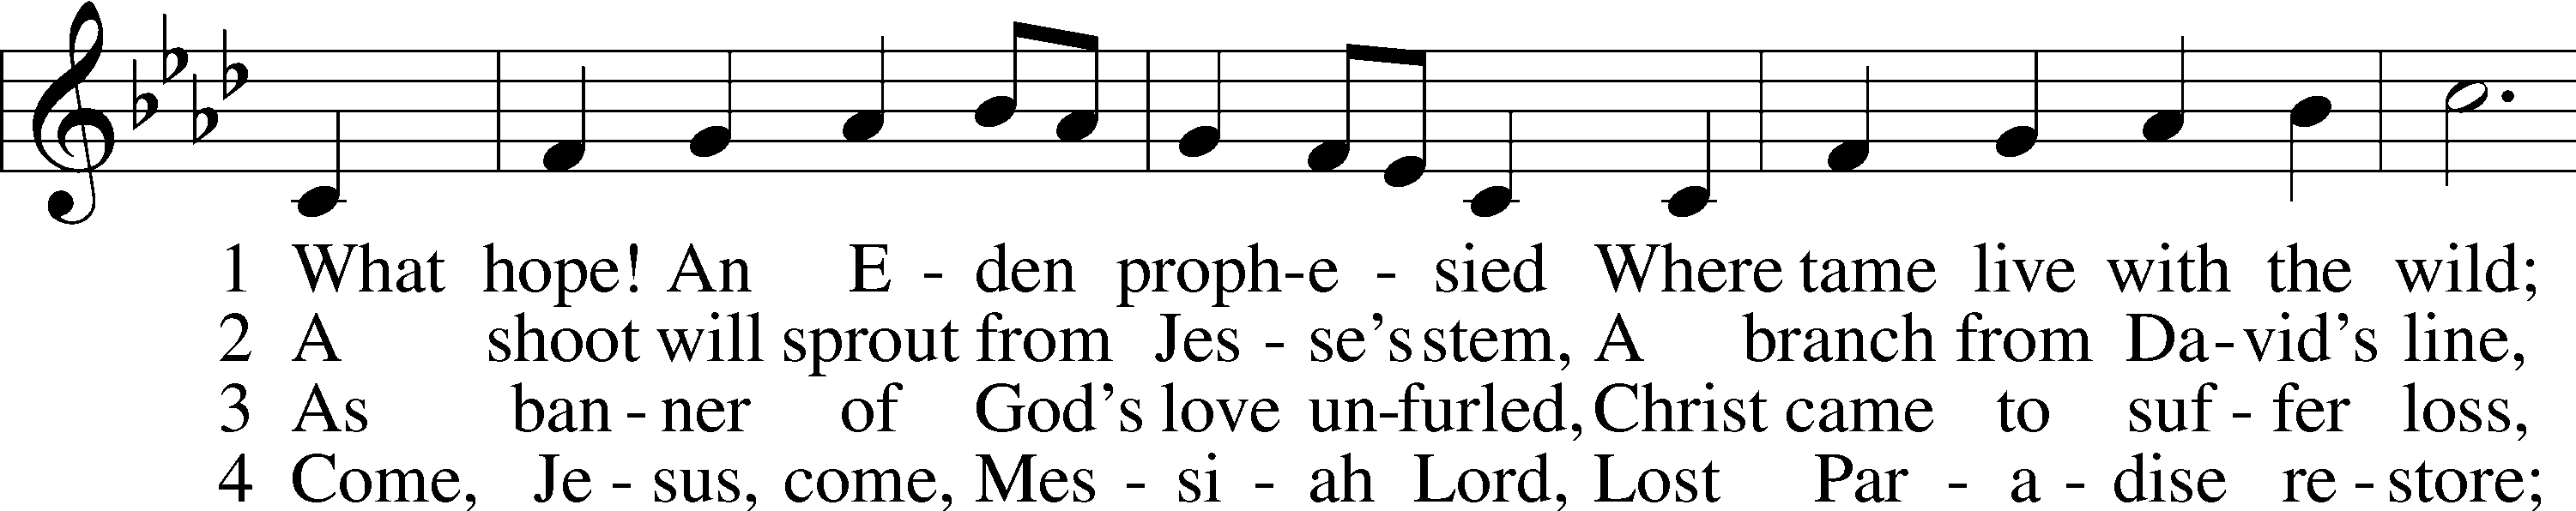 1 What hope! An E - den proph-e - sied Where tame live with the wild;
2 A shoot will sprout from Jes - se's stem, A branch from Da-vid's line,
3 As ban - ner of God's love un-furled, Christ came to suf - fer loss,
4 Come, Je - sus, come, Mes - si - ah Lord, Lost Par - a - dise re - store;